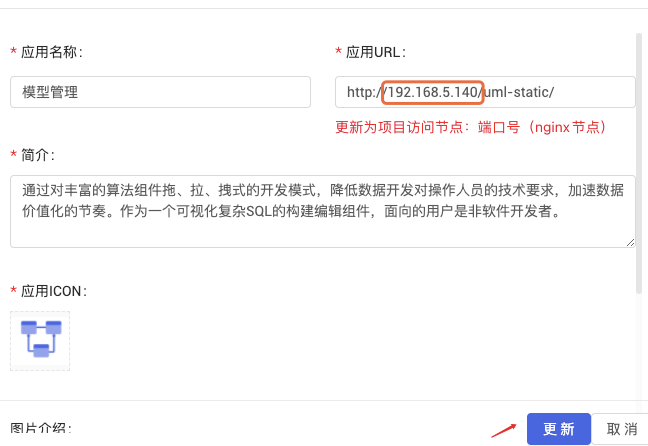 * 应用名称：
* 应用URL：
模型管理
http://192.168.5.140/uml-static/
更新为项目访问节点：端口号（nginx节点）
* 简介：
通过对丰富的算法组件拖、拉、拽式的开发模式，降低数据开发对操作人员的技术要求，加速数据
价值化的节奏。作为一个可视化复杂SQL的构建编辑组件，面向的用户是非软件开发者。
* 应用ICON：
图片介绍：
更 新
取 消